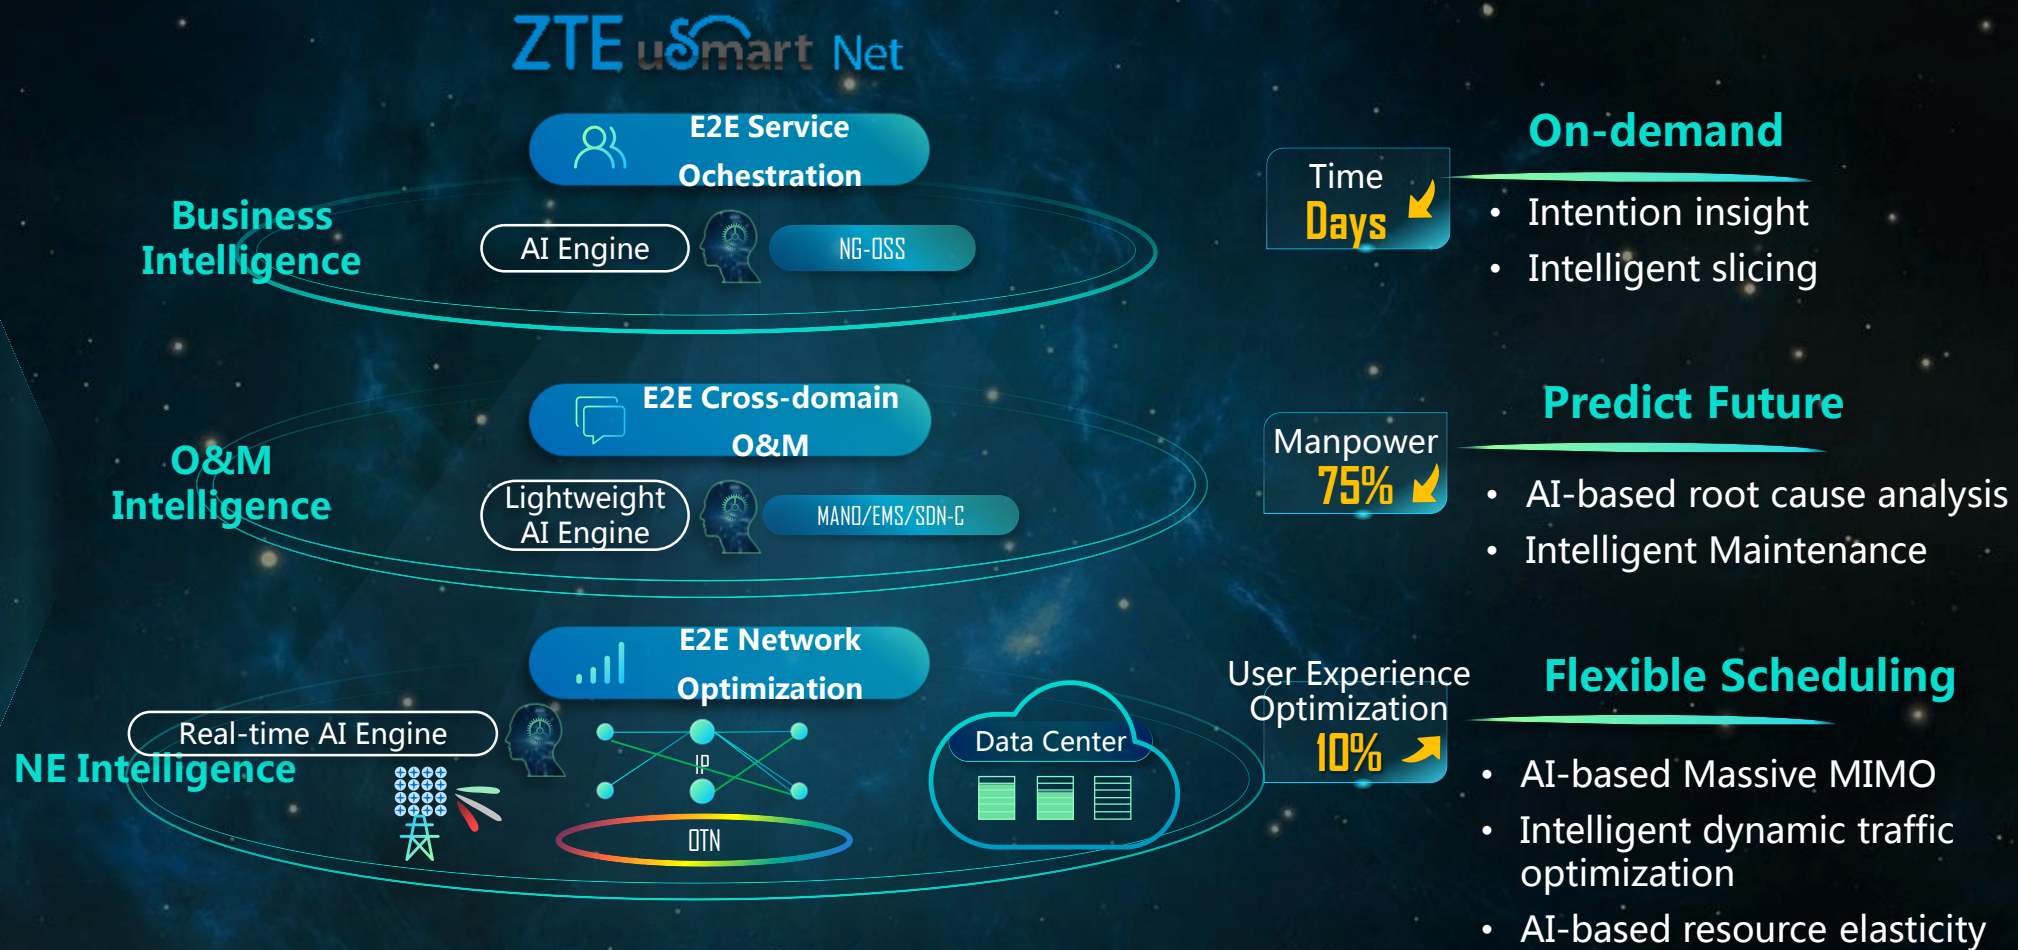 ZTE uSmart Net
E2E Service
Ochestration
Business
Intelligence
AI Engine
NG-OSS
Time
Days
On-demand
• Intention insight
• Intelligent slicing
E2E Cross-domain
O&M
O&M
Intelligence
Lightweight
AI Engine
MANO/EMS/SDN-C
Manpower
75%
Predict Future
• AI-based root cause analysis
• Intelligent Maintenance
E2E Network
Optimization
Real-time AI Engine
NE Intelligence
IP
OTN
Data Center
User Experience
Optimization
10%
Flexible Scheduling
• AI-based Massive MIMO
• Intelligent dynamic traffic
optimization
• AI-based resource elasticity